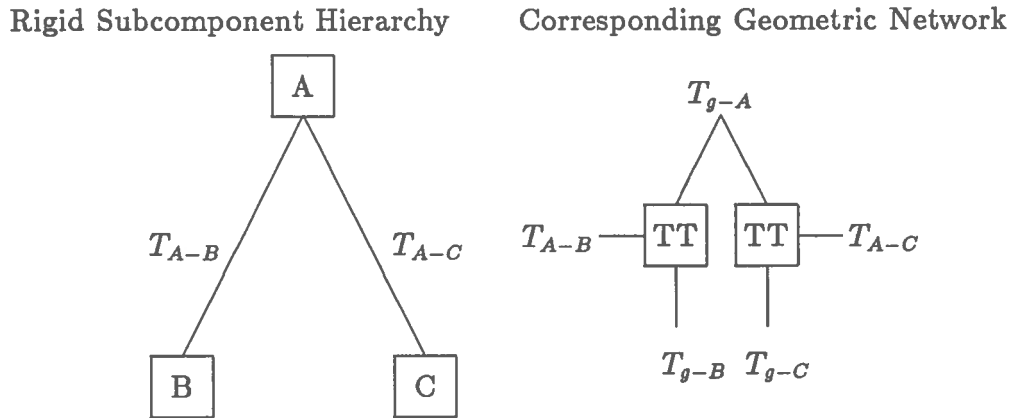 Rigid Subcomponent Hierarchy
Corresponding Geometric Network
A
T_{A-B}
T_{A-C}
B
C
T_{g-A}
T_{A-B}
TT
TT
T_{A-C}
T_{g-B}
T_{g-C}